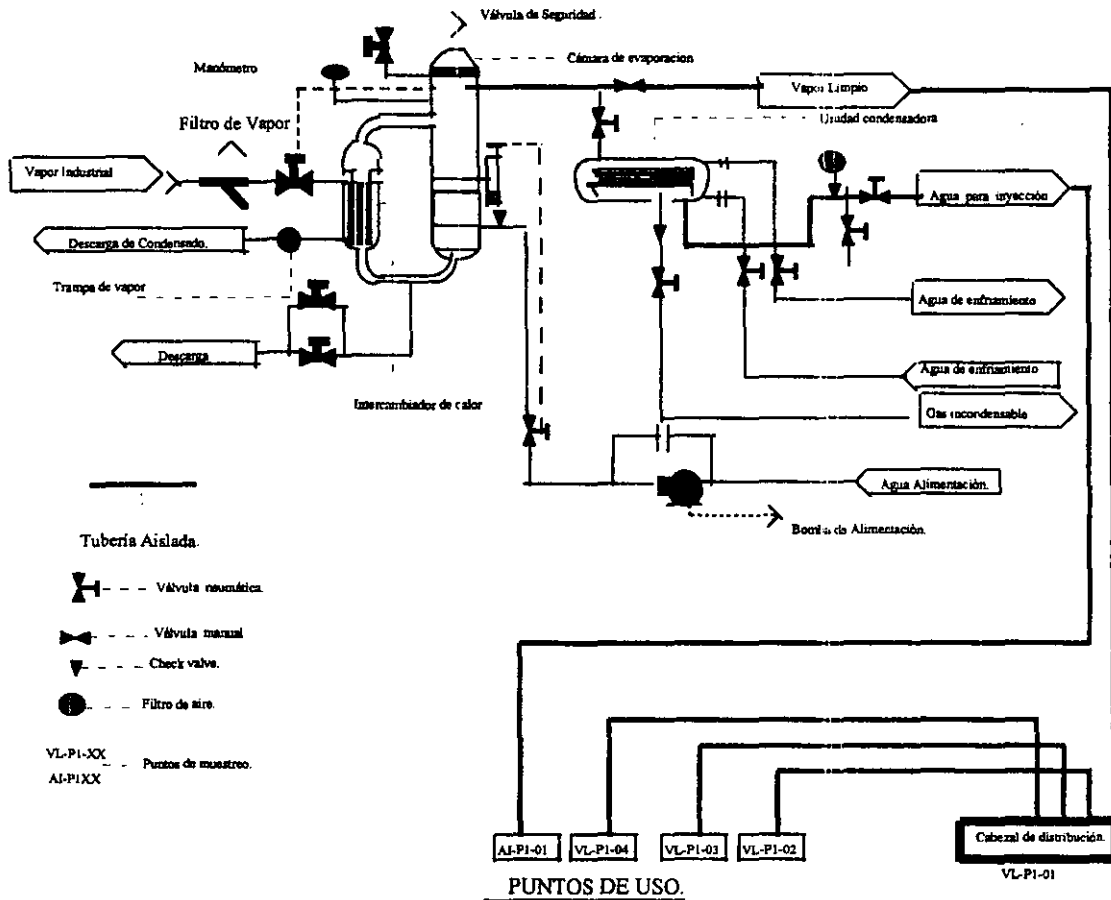 Válvula de Seguridad.
Cámara de evaporacion
Manómetro
Filtro de Vapor
Vapor Limpio
Unidad condensadora
Vapor Industrial
Agua para inyección
Descarga de Condensado.
Trampa de vapor
Agua de enfriamiento
Descarga
Agua de enfriamiento
Intercambiador de calor
Gas incondensable
Agua Alimentación.
Bomba de Alimentación.
Tubería Aislada.
Válvula neumática.
Válvula manual
Check valve.
Filtro de aire.
VL-P1-XX
Puntos de muestreo.
AI-P1XX
Cabezal de distribución.
AI-P1-01
VL-P1-04
VL-P1-03
VL-P1-02
VL-P1-01
PUNTOS DE USO.